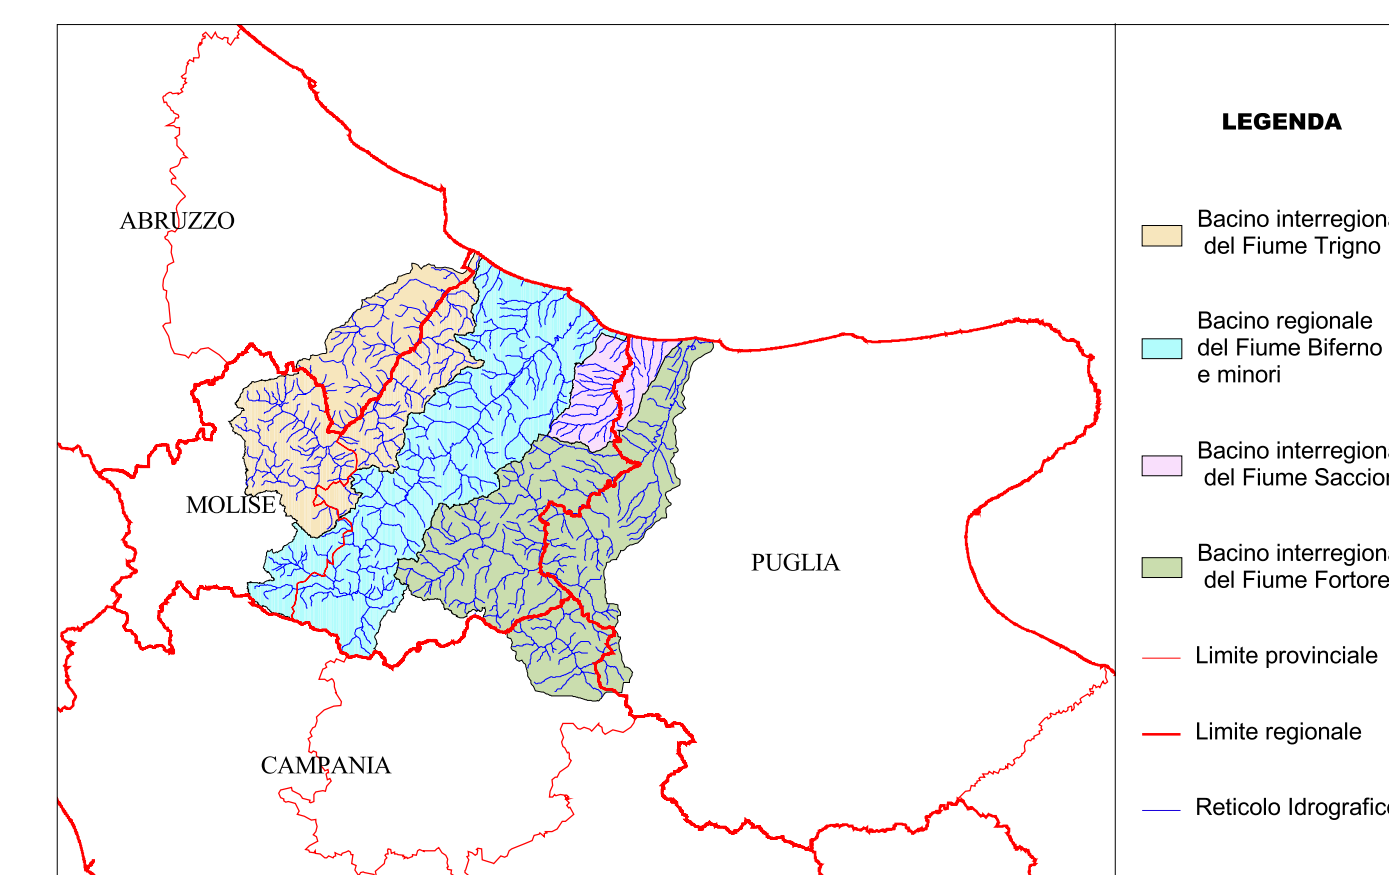 ABRUZZO
MOLISE
PUGLIA
CAMPANIA
LEGENDA
Bacino interregiona
del Fiume Trigno
Bacino regionale
del Fiume Biferno
e minori
Bacino interregiona
del Fiume Saccion
Bacino interregiona
del Fiume Fortore
Limite provinciale
Limite regionale
Reticolo Idrografico